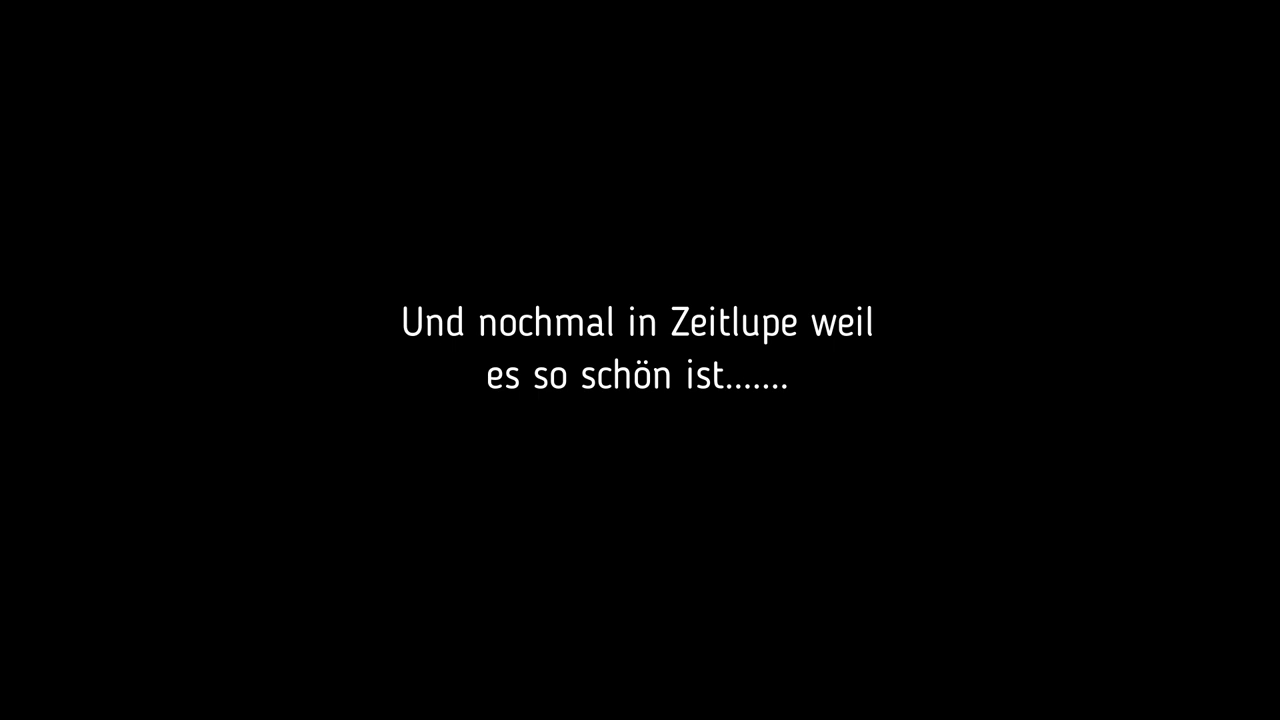 Und nochmal in Zeitlupe weil
es so schön ist.......